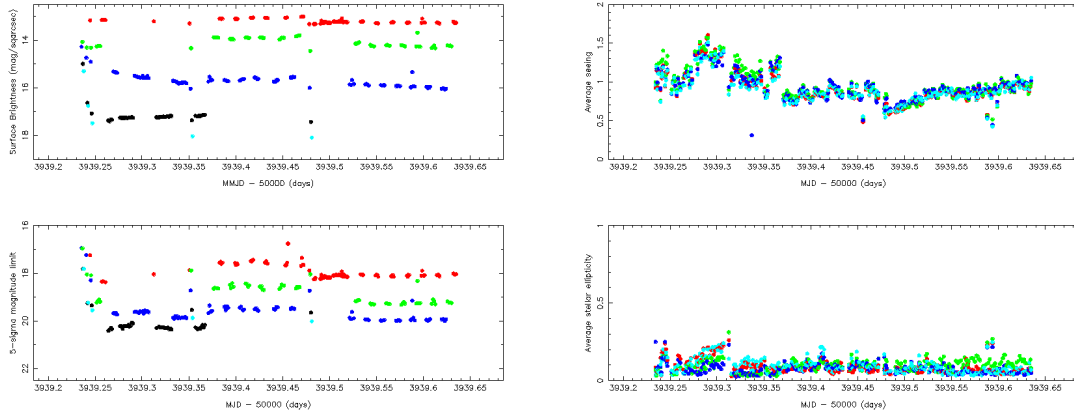 Surface Brightness (mag/sqarcsec)
14
16
18
3939.2 3939.25 3939.3 3939.35 3939.4 3939.45 3939.5 3939.55 3939.6 3939.65
MMJD - 50000 (days)
Average seeing
2
1.5
1
0.5
0
3939.2 3939.25 3939.3 3939.35 3939.4 3939.45 3939.5 3939.55 3939.6 3939.65
MJD - 50000 (days)
5-sigma magnitude limit
16
18
20
22
3939.2 3939.25 3939.3 3939.35 3939.4 3939.45 3939.5 3939.55 3939.6 3939.65
MJD - 50000 (days)
Average stellar ellipticity
1
0.5
0
3939.2 3939.25 3939.3 3939.35 3939.4 3939.45 3939.5 3939.55 3939.6 3939.65
MJD - 50000 (days)